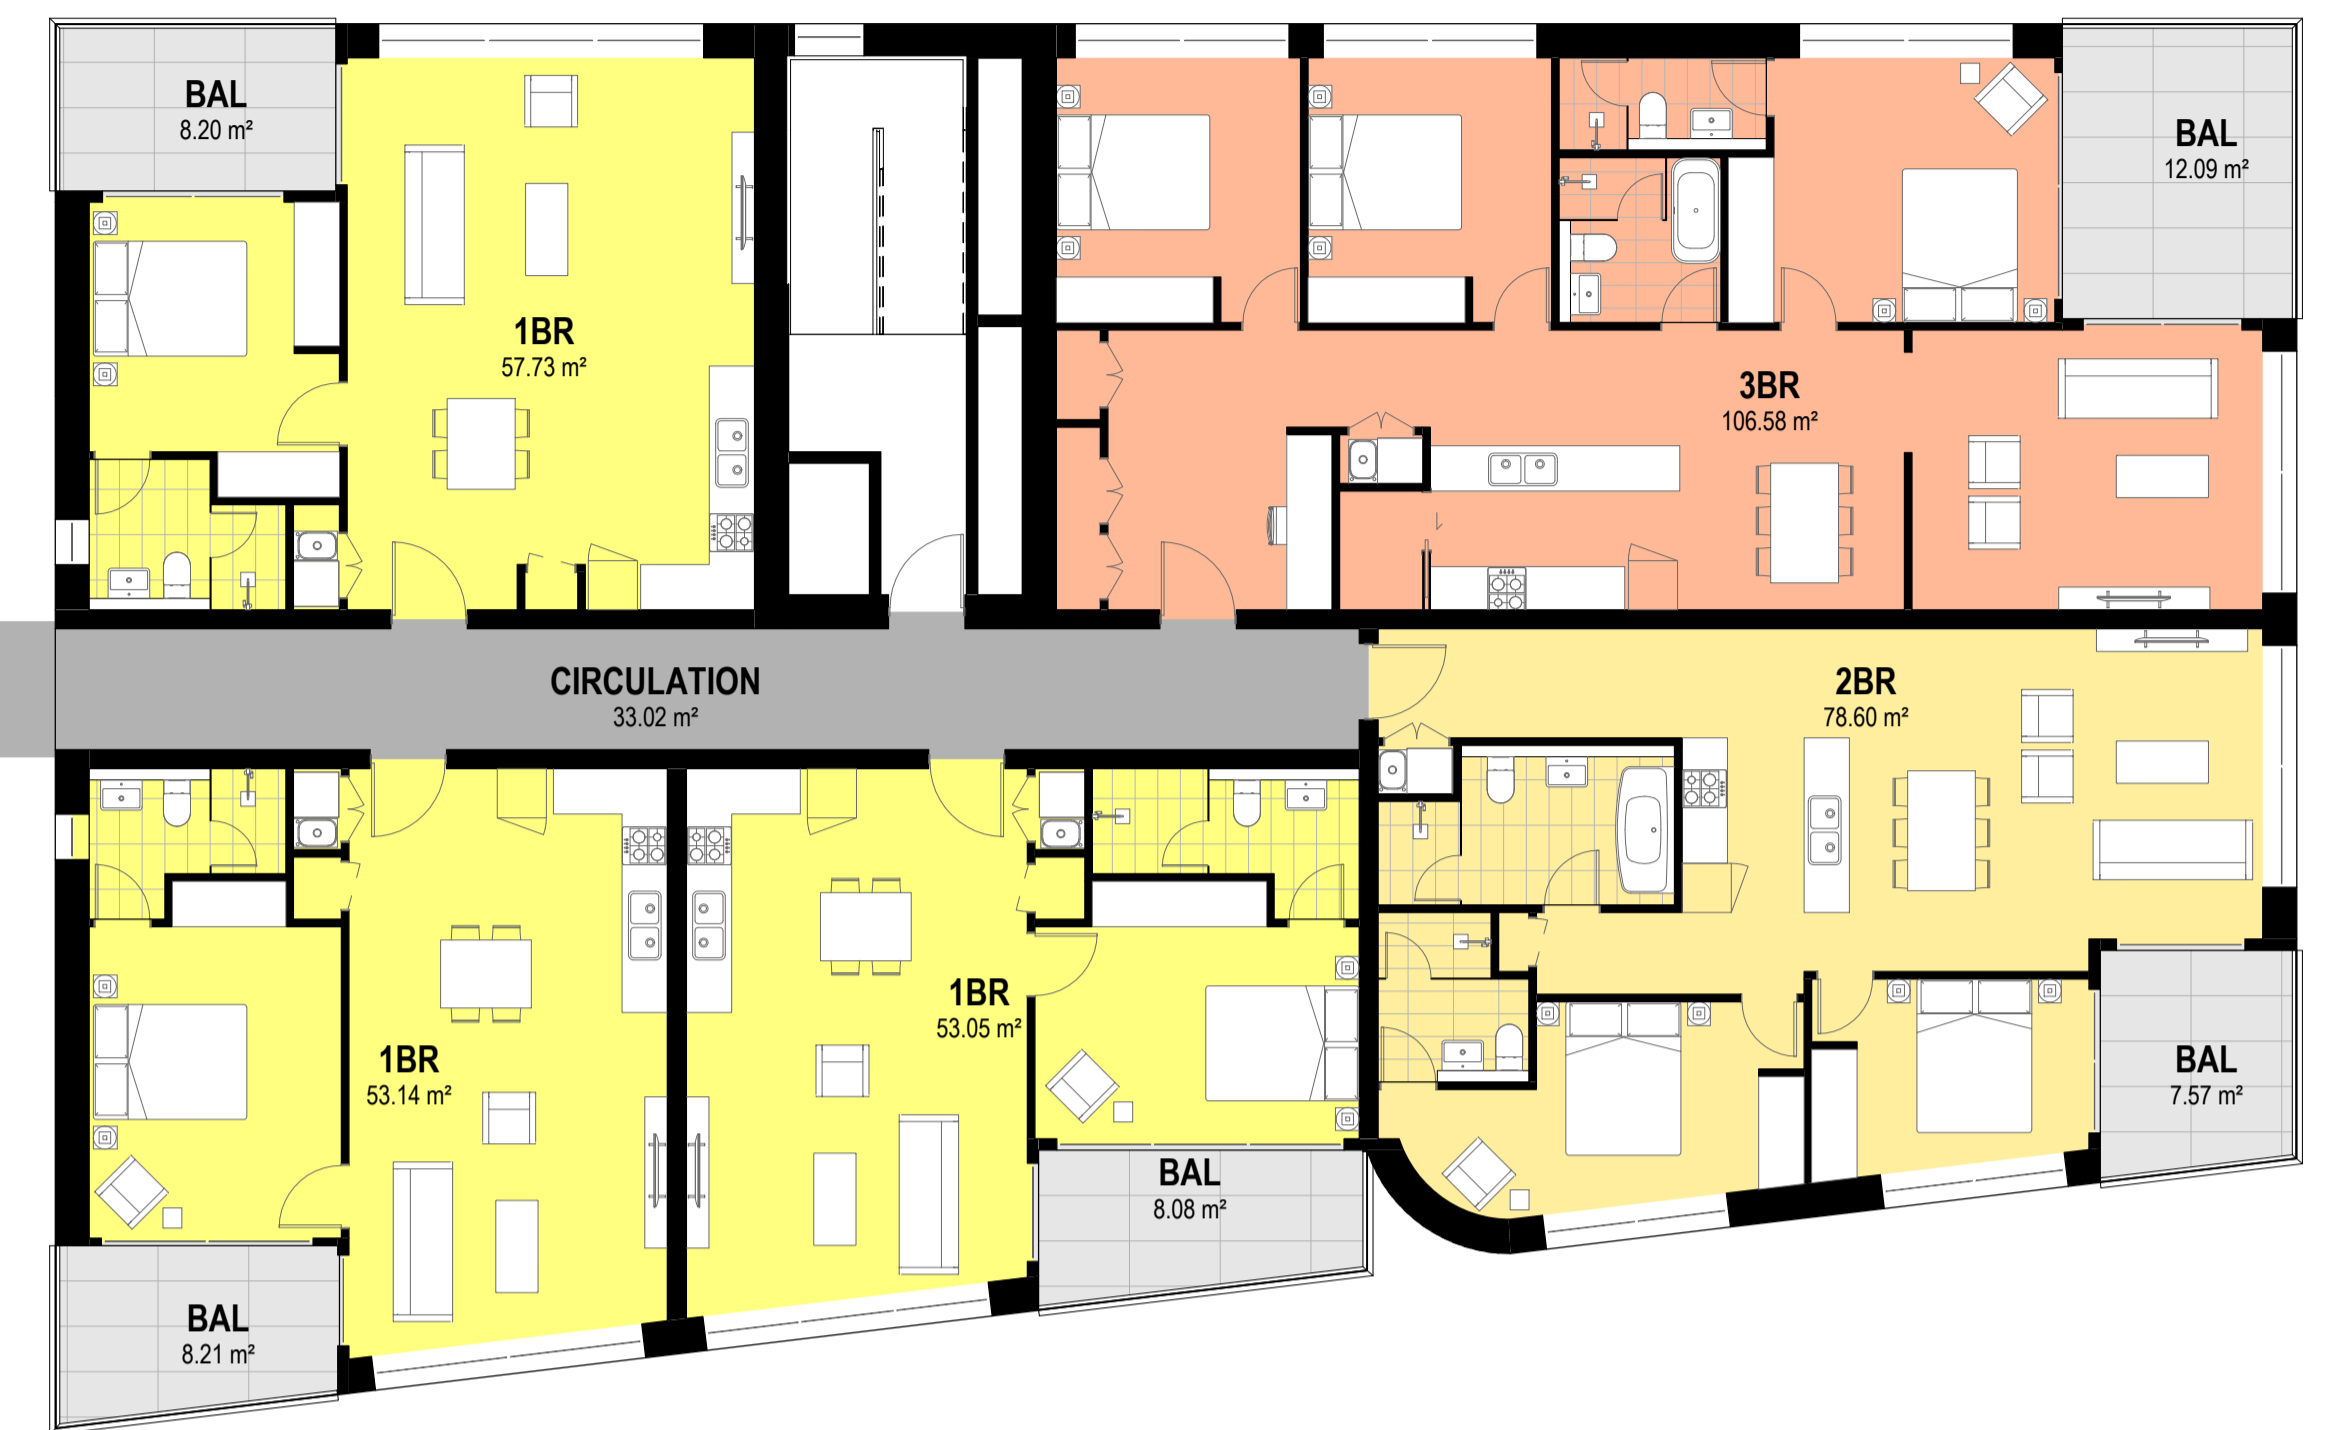 BAL
8.20 m²
BAL
12.09 m²
1BR
57.73 m²
3BR
106.58 m²
CIRCULATION
33.02 m²
2BR
78.60 m²
1BR
53.05 m²
1BR
53.14 m²
BAL
7.57 m²
BAL
8.08 m²
BAL
8.21 m²